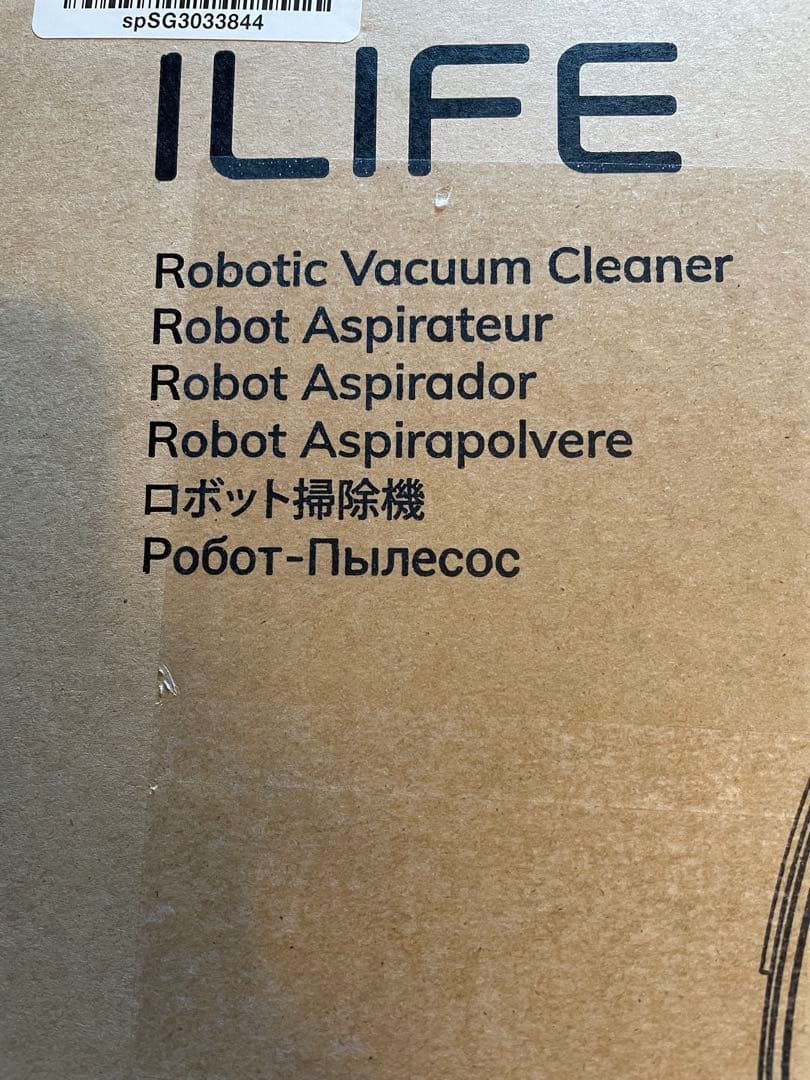 spSG3033844
ILIFE
Robotic Vacuum Cleaner
Robot Aspirateur
Robot Aspirador
Robot Aspirapolvere
ロボット掃除機
Робот-Пылесос